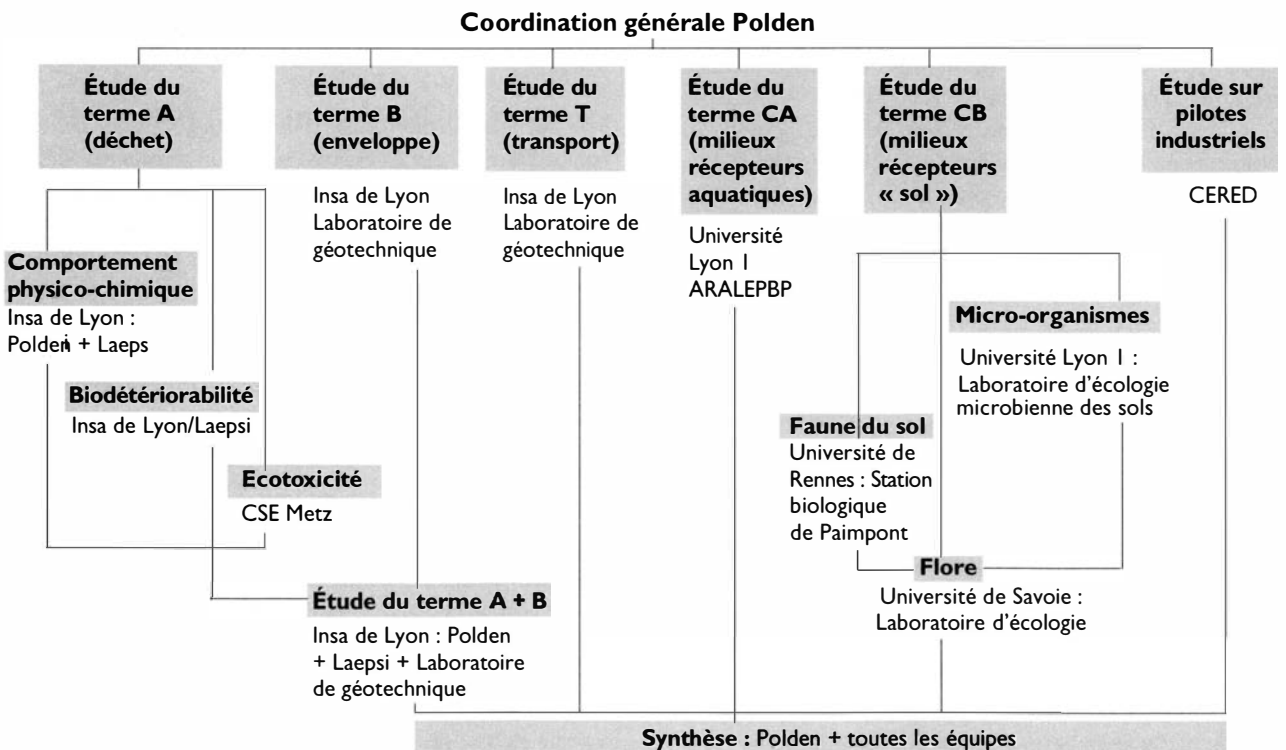 Coordination générale Polden
Étude du
terme A
(déchet)
Étude du
terme B
(enveloppe)
Étude du
terme T
(transport)
Étude du
terme CA
(milieux
récepteurs
aquatiques)
Étude du
terme CB
(milieux
récepteurs
« sol »)
Étude sur
pilotes
industriels
Insa de Lyon
Laboratoire de
géotechnique
Insa de Lyon
Laboratoire de
géotechnique
Université
Lyon 1
ARALEPBP
CERED
Comportement
physico-chimique
Insa de Lyon :
Polden + Laeps
Biodétériorabilité
Insa de Lyon/Laepsi
Ecotoxicité
CSE Metz
Micro-organismes
Université Lyon 1 :
Laboratoire d'écologie
microbienne des sols
Faune du sol
Université de
Rennes : Station
biologique
de Paimpont
Flore
Université de Savoie :
Laboratoire d'écologie
Étude du terme A + B
Insa de Lyon : Polden
+ Laepsi + Laboratoire
de géotechnique
Synthèse : Polden + toutes les équipes